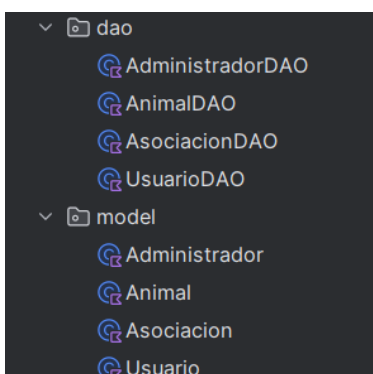 dao
AdministradorDAO
AnimalDAO
AsociacionDAO
UsuarioDAO
model
Administrador
Animal
Asociacion
Usuario